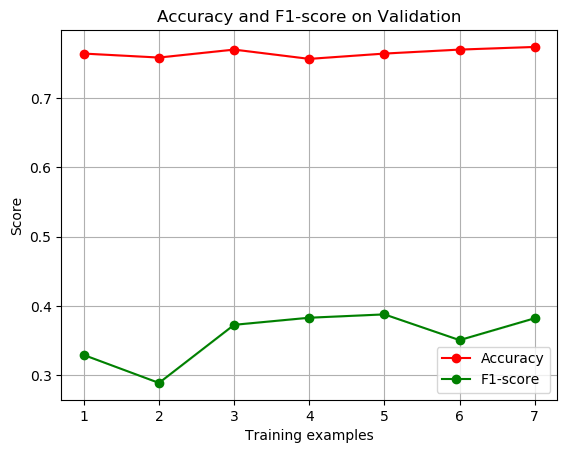 Accuracy and F1-score on Validation
Score
0.7
0.6
0.5
0.4
0.3
Accuracy
F1-score
1 2 3 4 5 6 7
Training examples